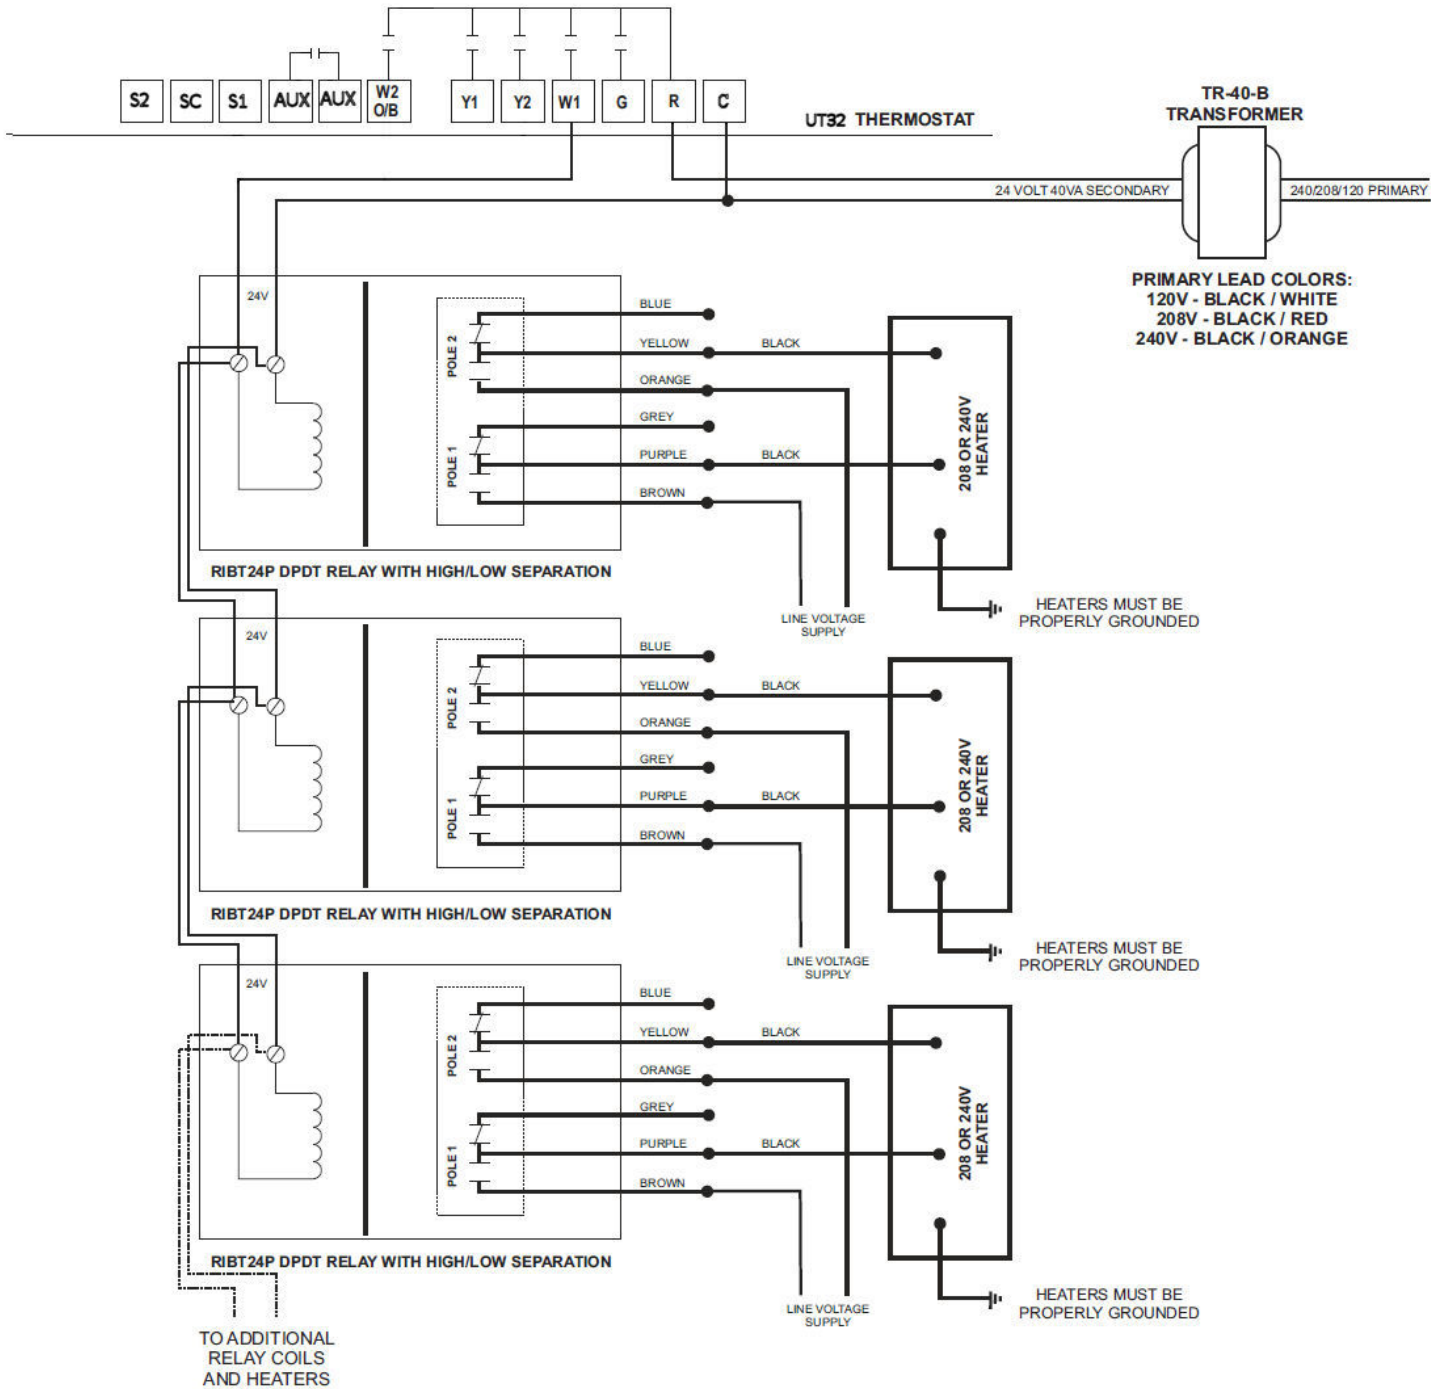 S2 SC S1 AUX AUX W2 O/B Y1 Y2 W1 G R C
UT32 THERMOSTAT
TR-40-B
TRANSFORMER
24 VOLT 40VA SECONDARY
240/208/120 PRIMARY
PRIMARY LEAD COLORS:
120V - BLACK / WHITE
208V - BLACK / RED
240V - BLACK / ORANGE
24V
POLE 2
POLE 1
BLUE
YELLOW
BLACK
ORANGE
GREY
PURPLE
BLACK
BROWN
208 OR 240V
HEATER
RIBT24P DPDT RELAY WITH HIGH/LOW SEPARATION
LINE VOLTAGE
SUPPLY
HEATERS MUST BE
PROPERLY GROUNDED
24V
POLE 2
POLE 1
BLUE
YELLOW
BLACK
ORANGE
GREY
PURPLE
BLACK
BROWN
208 OR 240V
HEATER
RIBT24P DPDT RELAY WITH HIGH/LOW SEPARATION
LINE VOLTAGE
SUPPLY
HEATERS MUST BE
PROPERLY GROUNDED
24V
POLE 2
POLE 1
BLUE
YELLOW
BLACK
ORANGE
GREY
PURPLE
BLACK
BROWN
208 OR 240V
HEATER
RIBT24P DPDT RELAY WITH HIGH/LOW SEPARATION
LINE VOLTAGE
SUPPLY
HEATERS MUST BE
PROPERLY GROUNDED
TO ADDITIONAL
RELAY COILS
AND HEATERS